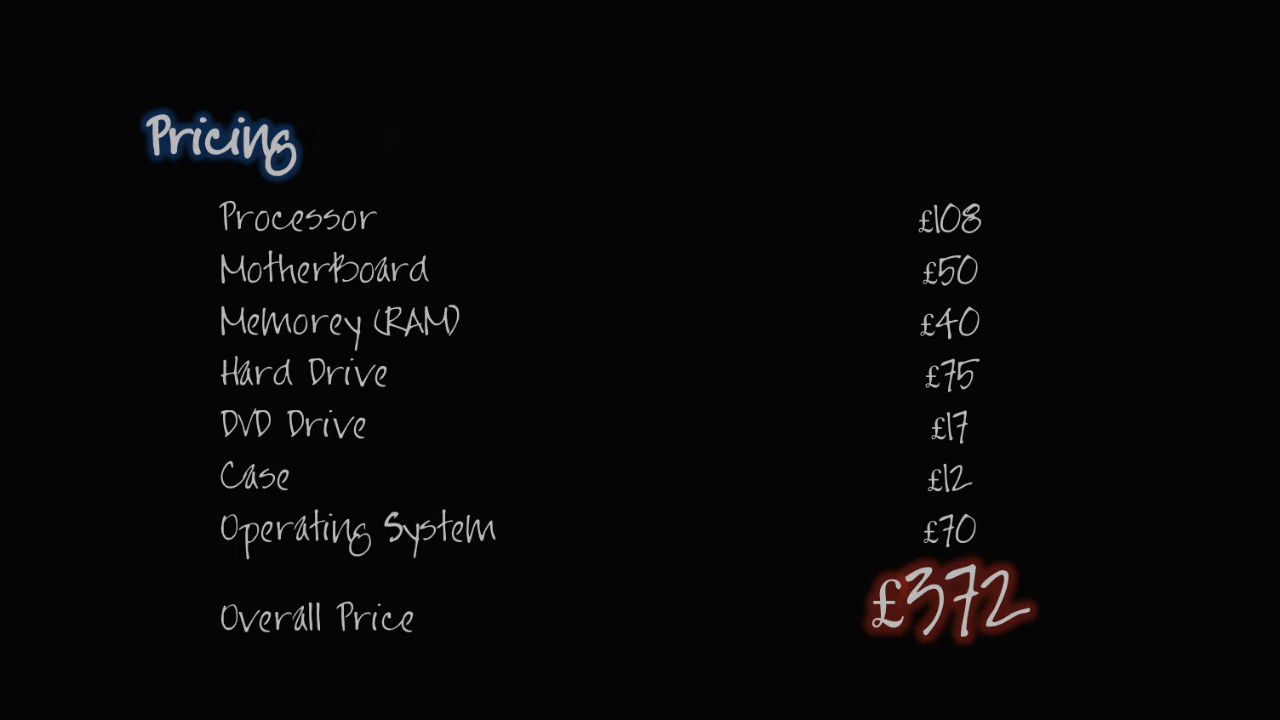 Pricing
Processor £108
MotherBoard £50
Memorey (RAM) £40
Hard Drive £75
DVD Drive £17
Case £12
Operating System £70
Overall Price £372